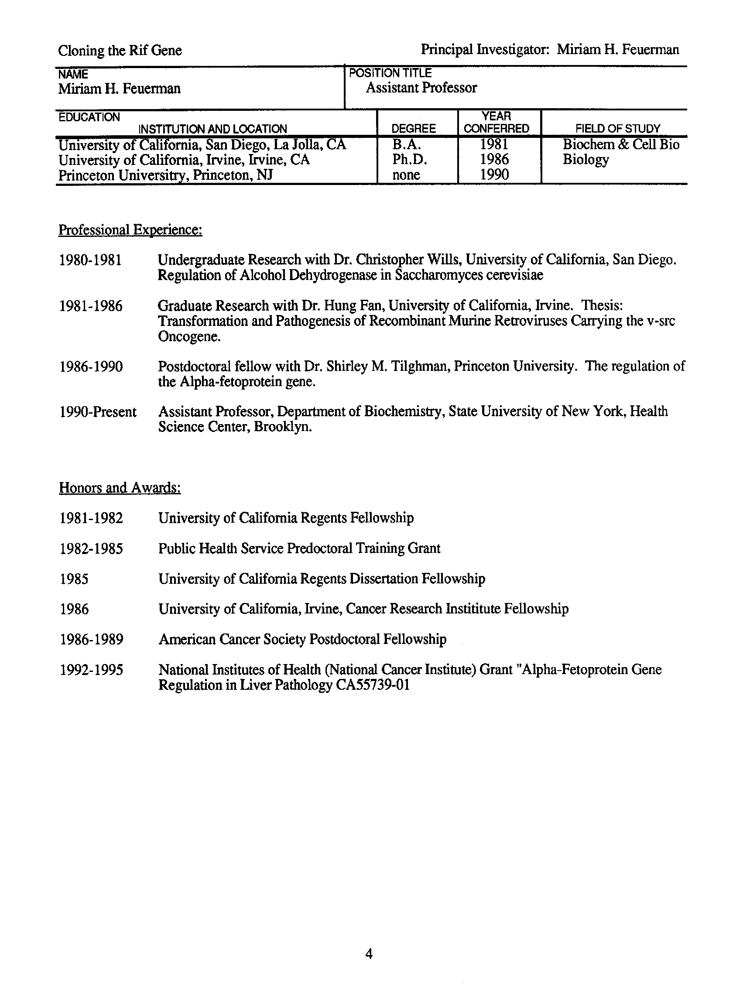 Cloning the Rif Gene Principal Investigator: Miriam H. Feuerman
NAME POSITION TITLE
Miriam H. Feuerman Assistant Professor
EDUCATION YEAR
INSTITUTION AND LOCATION DEGREE CONFERRED FIELD OF STUDY
University of California, San Diego, La Jolla, CA B.A. 1981 Biochem & Cell Bio
University of California, Irvine, Irvine, CA Ph.D. 1986 Biology
Princeton Universitry, Princeton, NJ none 1990
Professional Experience:
1980-1981 Undergraduate Research with Dr. Christopher Wills, University of California, San Diego.
Regulation of Alcohol Dehydrogenase in Saccharomyces cerevisiae
1981-1986 Graduate Research with Dr. Hung Fan, University of California, Irvine. Thesis:
Transformation and Pathogenesis of Recombinant Murine Retroviruses Carrying the v-src
Oncogene.
1986-1990 Postdoctoral fellow with Dr. Shirley M. Tilghman, Princeton University. The regulation of
the Alpha-fetoprotein gene.
1990-Present Assistant Professor, Department of Biochemistry, State University of New York, Health
Science Center, Brooklyn.
Honors and Awards:
1981-1982 University of California Regents Fellowship
1982-1985 Public Health Service Predoctoral Training Grant
1985 University of California Regents Dissertation Fellowship
1986 University of California, Irvine, Cancer Research Instititute Fellowship
1986-1989 American Cancer Society Postdoctoral Fellowship
1992-1995 National Institutes of Health (National Cancer Institute) Grant "Alpha-Fetoprotein Gene
Regulation in Liver Pathology CA55739-01
4